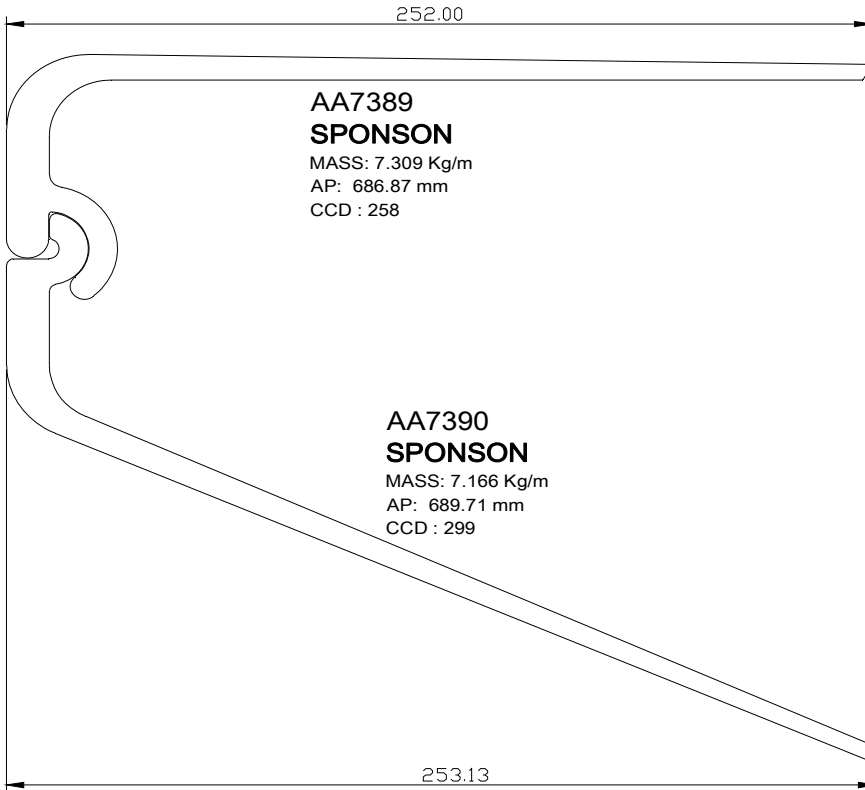 252.00
AA7389
SPONSON
MASS: 7.309 Kg/m
AP: 686.87 mm
CCD : 258
AA7390
SPONSON
MASS: 7.166 Kg/m
AP: 689.71 mm
CCD : 299
253.13